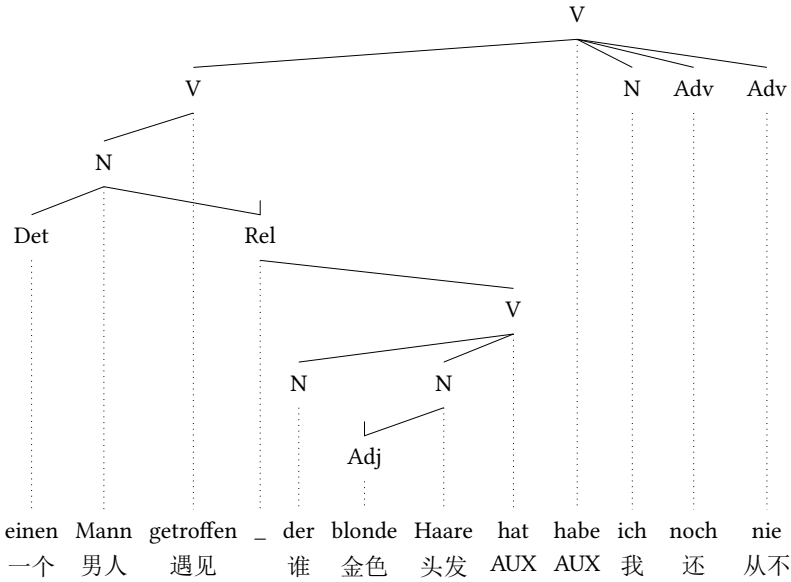 V
V N Adv Adv
N
Det Rel
V
N N
Adj
einen Mann getroffen _ der blonde Haare hat habe ich noch nie
一个 男人 遇见 谁 金色 头发 AUX AUX 我 还 从不